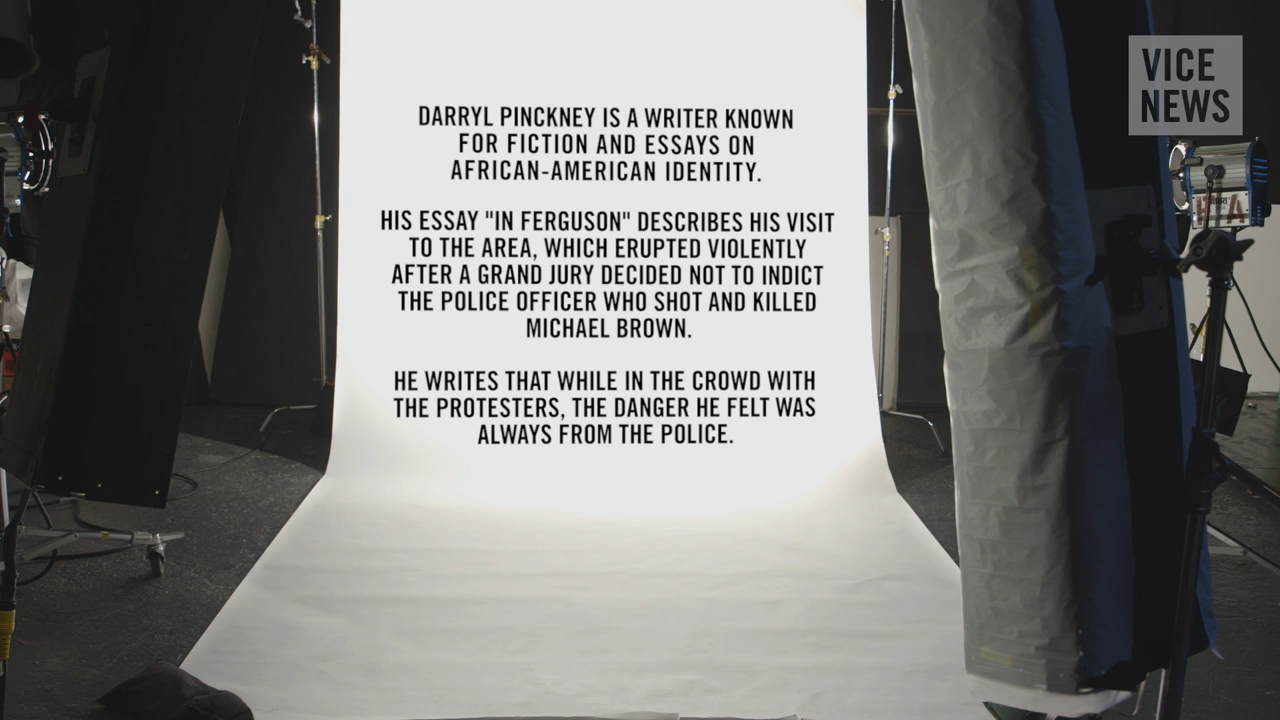 VICE
NEWS
DARRYL PINCKNEY IS A WRITER KNOWN
FOR FICTION AND ESSAYS ON
AFRICAN-AMERICAN IDENTITY.
HIS ESSAY "IN FERGUSON" DESCRIBES HIS VISIT
TO THE AREA, WHICH ERUPTED VIOLENTLY
AFTER A GRAND JURY DECIDED NOT TO INDICT
THE POLICE OFFICER WHO SHOT AND KILLED
MICHAEL BROWN.
HE WRITES THAT WHILE IN THE CROWD WITH
THE PROTESTERS, THE DANGER HE FELT WAS
ALWAYS FROM THE POLICE.